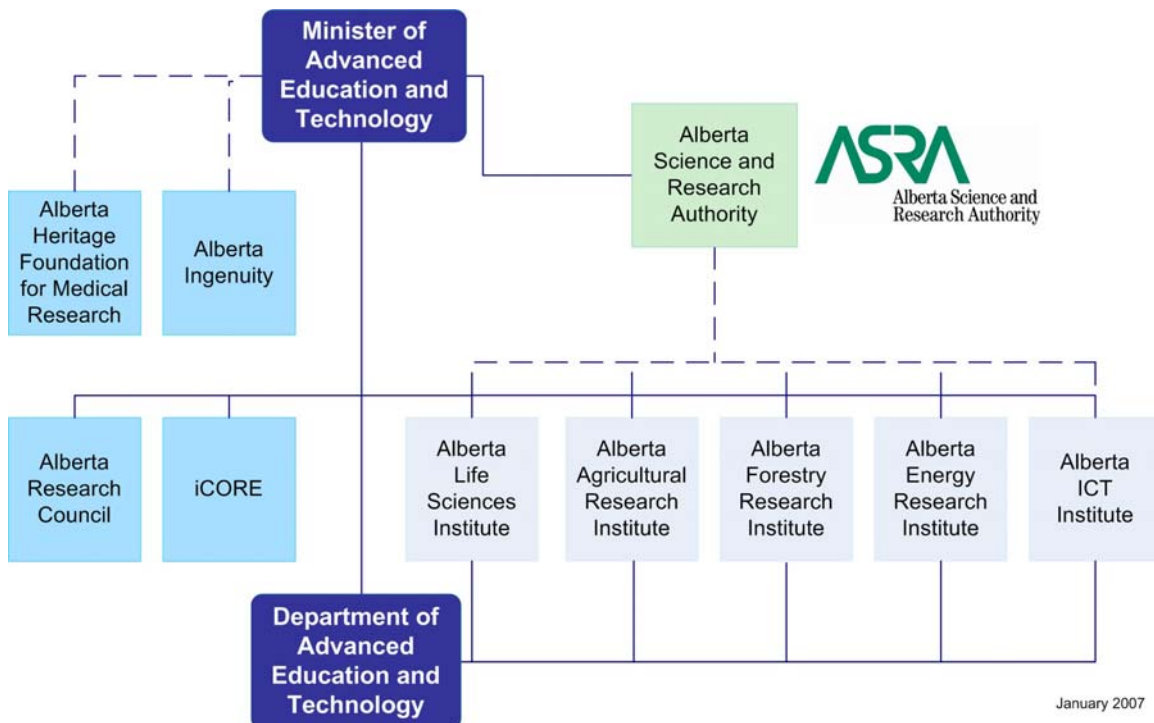 Minister of
Advanced
Education and
Technology
Alberta
Science and
Research
Authority
ASRA
Alberta Science and
Research Authority
Alberta
Heritage
Foundation
for Medical
Research
Alberta
Ingenuity
Alberta
Research
Council
iCORE
Alberta
Life
Sciences
Institute
Alberta
Agricultural
Research
Institute
Alberta
Forestry
Research
Institute
Alberta
Energy
Research
Institute
Alberta
ICT
Institute
Department of
Advanced
Education and
Technology
January 2007